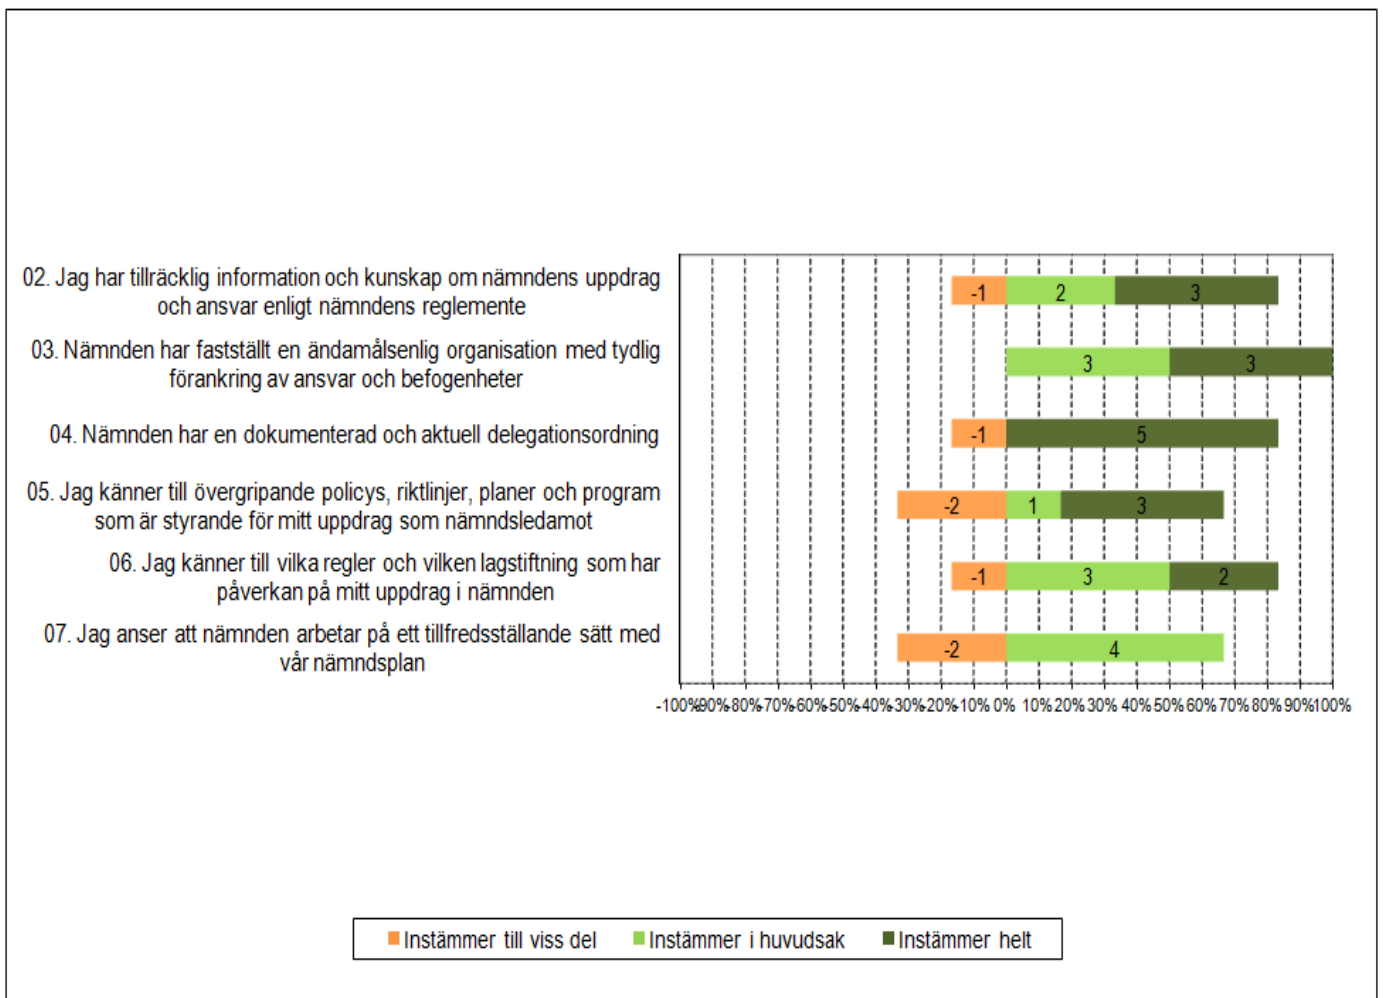 02. Jag har tillräcklig information och kunskap om nämndens uppdrag
och ansvar enligt nämndens reglemente
-1 2 3
03. Nämnden har fastställt en ändamålsenlig organisation med tydlig
förankring av ansvar och befogenheter
3 3
04. Nämnden har en dokumenterad och aktuell delegationsordning
-1 5
05. Jag känner till övergripande policys, riktlinjer, planer och program
som är styrande för mitt uppdrag som nämndsledamot
-2 1 3
06. Jag känner till vilka regler och vilken lagstiftning som har
påverkan på mitt uppdrag i nämnden
-1 3 2
07. Jag anser att nämnden arbetar på ett tillfredsställande sätt med
vår nämndsplan
-2 4
-100% -90% -80% -70% -60% -50% -40% -30% -20% -10% 0% 10% 20% 30% 40% 50% 60% 70% 80% 90% 100%
Instämmer till viss del Instämmer i huvudsak Instämmer helt